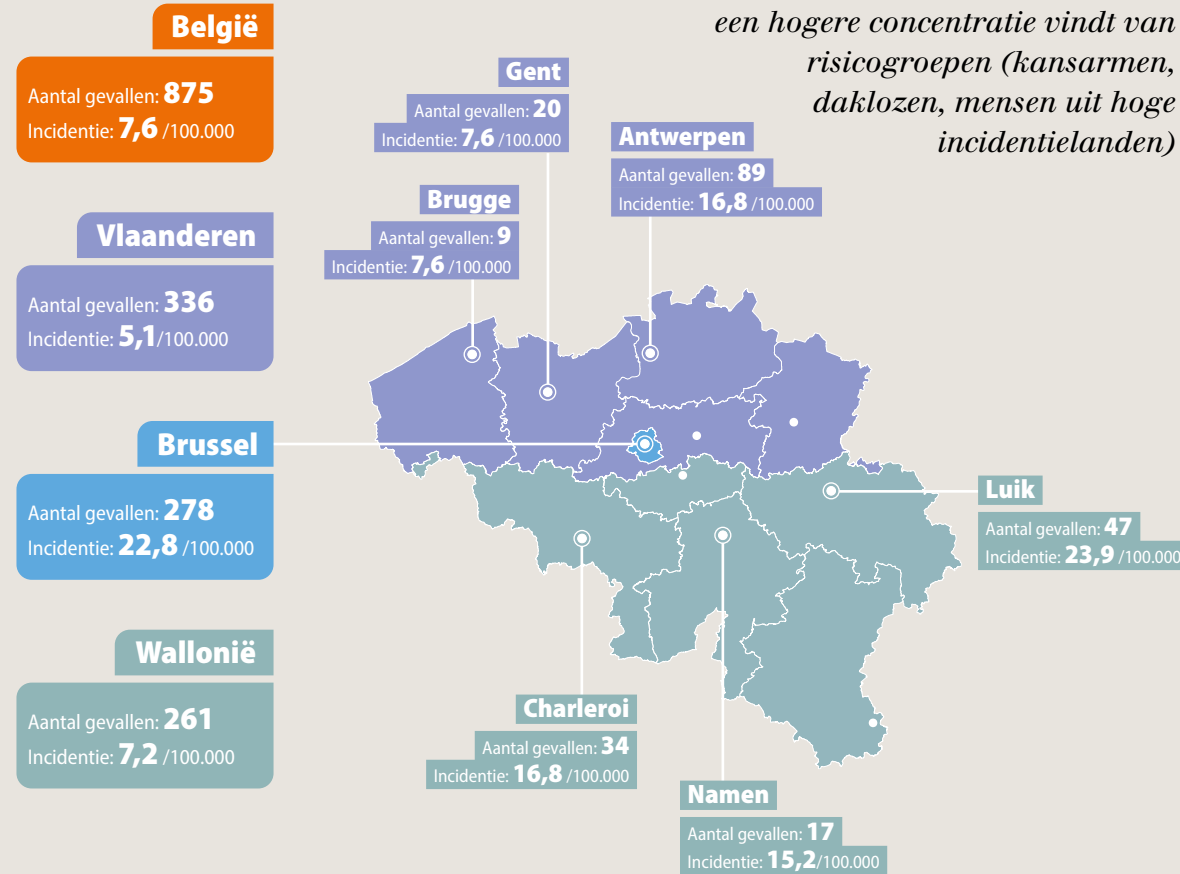 een hogere concentratie vindt van
risicogroepen (kansarmen,
daklozen, mensen uit hoge
incidentielanden)
België
Aantal gevallen: 875
Incidentie: 7,6 /100.000
Vlaanderen
Aantal gevallen: 336
Incidentie: 5,1/100.000
Brussel
Aantal gevallen: 278
Incidentie: 22,8 /100.000
Wallonië
Aantal gevallen: 261
Incidentie: 7,2 /100.000
Gent
Aantal gevallen: 20
Incidentie: 7,6 /100.000
Antwerpen
Aantal gevallen: 89
Incidentie: 16,8 /100.000
Brugge
Aantal gevallen: 9
Incidentie: 7,6 /100.000
Luik
Aantal gevallen: 47
Incidentie: 23,9 /100.000
Charleroi
Aantal gevallen: 34
Incidentie: 16,8 /100.000
Namen
Aantal gevallen: 17
Incidentie: 15,2/100.000